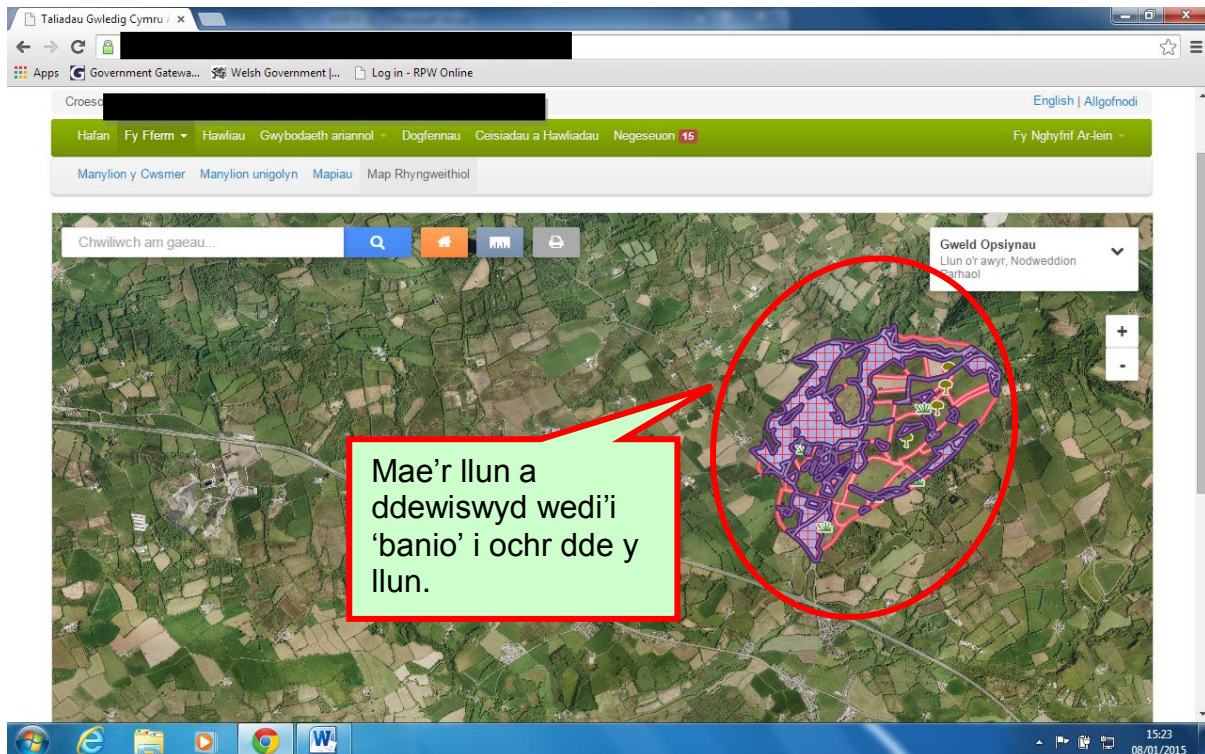 Taliadau Gwledig Cymru /
Apps Government Gatewa... Welsh Government |... Log in - RPW Online
English | Allgofnodi
Hafan Fy Fferm Hawliau Gwybodaeth ariannol Dogfennau Ceisiadau a Hawliadau Negeseuon 15 Fy Nghyfrif Ar-lein
Manylion y Cwsmer Manylion unigolyn Mapiau Map Rhyngweithiol
Chwiliwch am gaeau...
Gweld Opsiynau
Llun o'r awyr, Nodweddion
Parhaol
+
-
Mae'r llun a
ddewiswyd wedi'i
‘banio’ i ochr dde y
llun.
15:23
08/01/2015